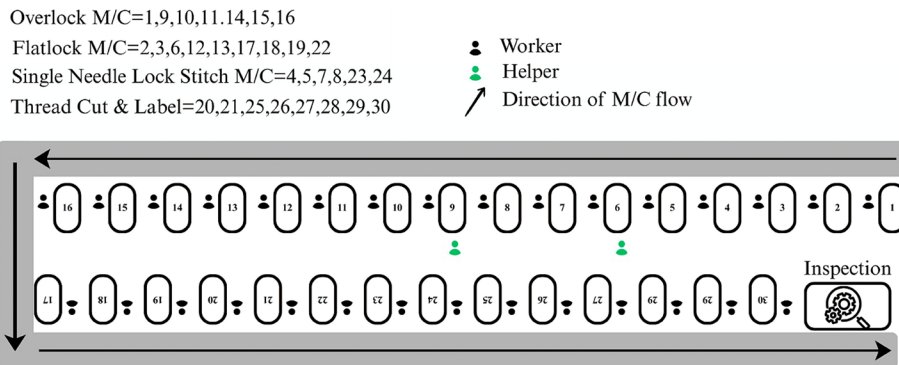 Overlock M/C=1,9,10,11.14,15,16
Flatlock M/C=2,3,6,12,13,17,18,19,22
Single Needle Lock Stitch M/C=4,5,7,8,23,24
Thread Cut & Label=20,21,25,26,27,28,29,30
Worker
Helper
Direction of M/C flow
16 15 14 13 12 11 10 9 8 7 6 5 4 3 2 1
Inspection
17 18 19 20 21 22 23 24 25 26 27 29 29 30